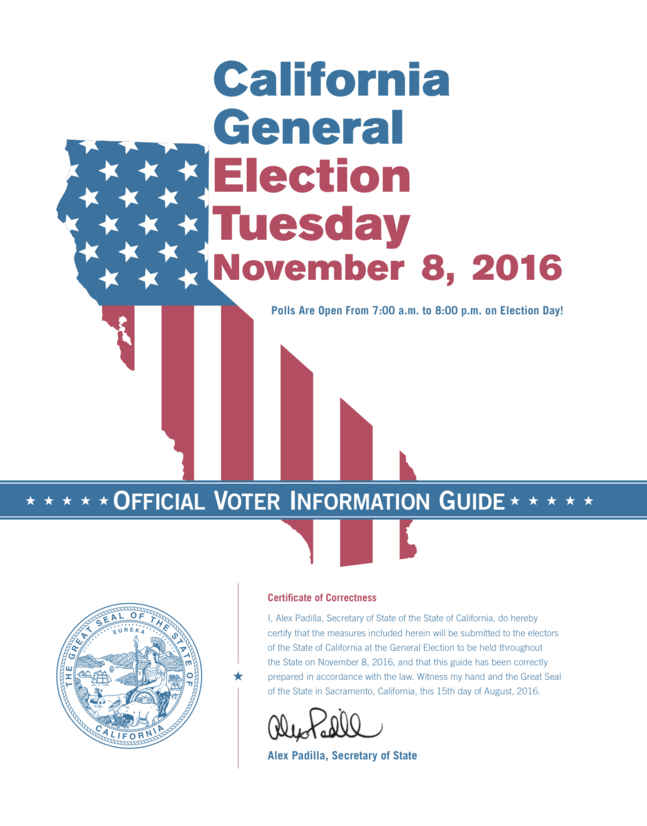 California
General
Election
Tuesday
November 8, 2016
Polls Are Open From 7:00 a.m. to 8:00 p.m. on Election Day!
★ ★ ★ ★ ★ OFFICIAL VOTER INFORMATION GUIDE ★ ★ ★ ★ ★
THE GREAT SEAL OF THE STATE OF CALIFORNIA
EUREKA
Certificate of Correctness
I, Alex Padilla, Secretary of State of the State of California, do hereby
certify that the measures included herein will be submitted to the electors
of the State of California at the General Election to be held throughout
the State on November 8, 2016, and that this guide has been correctly
prepared in accordance with the law. Witness my hand and the Great Seal
of the State in Sacramento, California, this 15th day of August, 2016.
Alex Padilla
Alex Padilla, Secretary of State